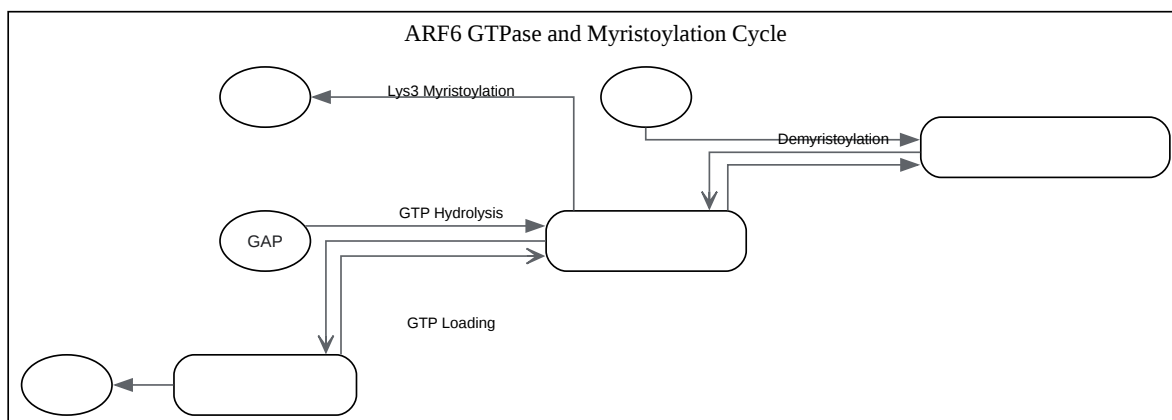 ARF6 GTPase and Myristoylation Cycle
Lys3 Myristoylation
Demyristoylation
GTP Hydrolysis
GAP
GTP Loading